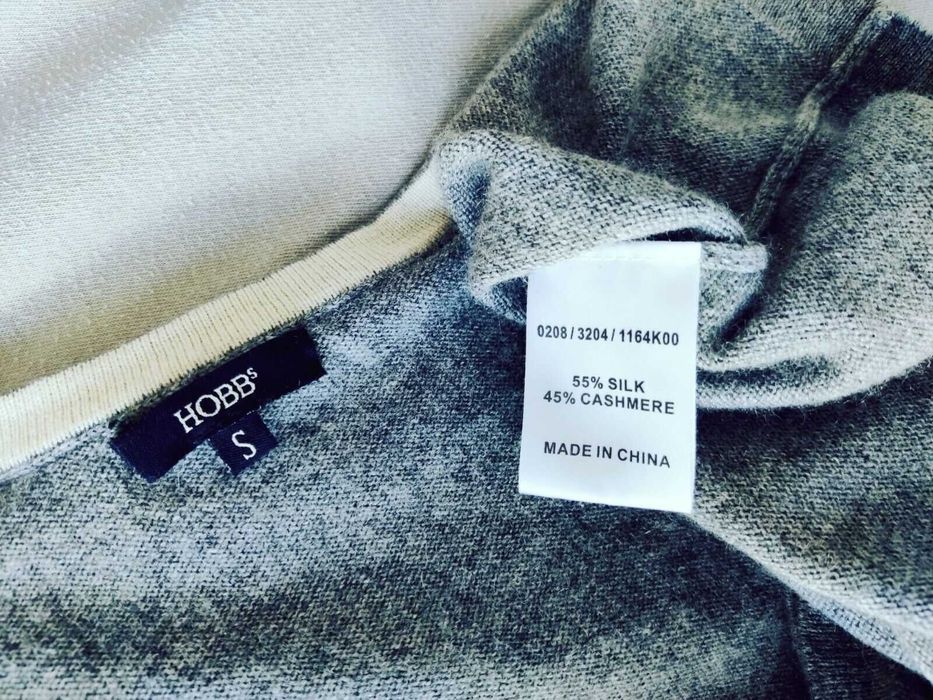 HOBBs
S
0208 / 3204 / 1164K00
55% SILK
45% CASHMERE
MADE IN CHINA